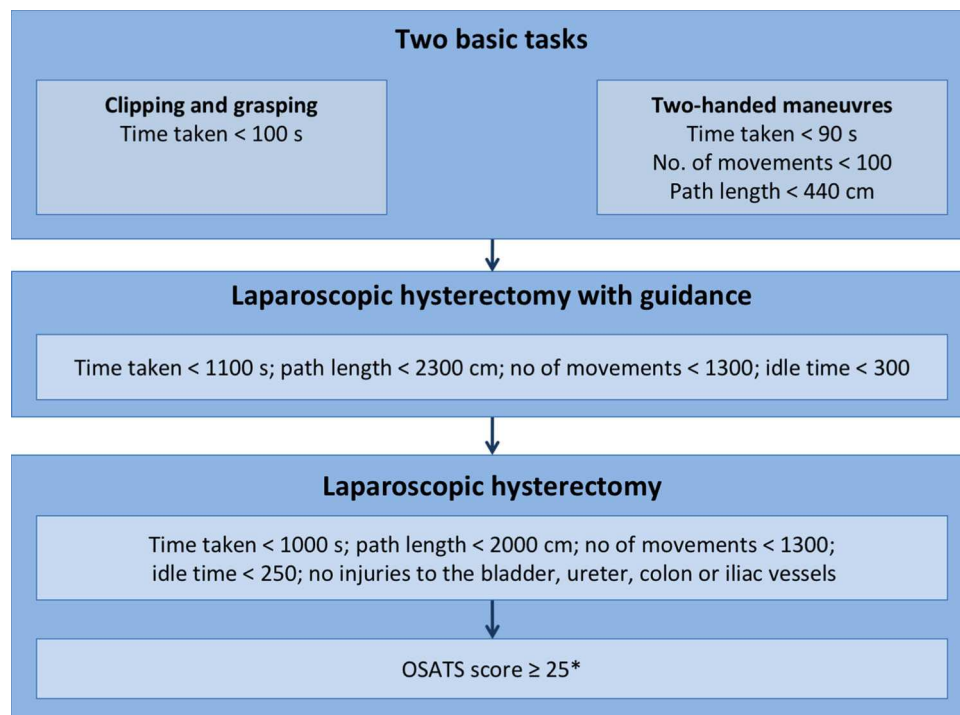 Two basic tasks
Clipping and grasping
Time taken < 100 s
Two-handed maneuvres
Time taken < 90 s
No. of movements < 100
Path length < 440 cm
Laparoscopic hysterectomy with guidance
Time taken < 1100 s; path length < 2300 cm; no of movements < 1300; idle time < 300
Laparoscopic hysterectomy
Time taken < 1000 s; path length < 2000 cm; no of movements < 1300;
idle time < 250; no injuries to the bladder, ureter, colon or iliac vessels
OSATS score ≥ 25*